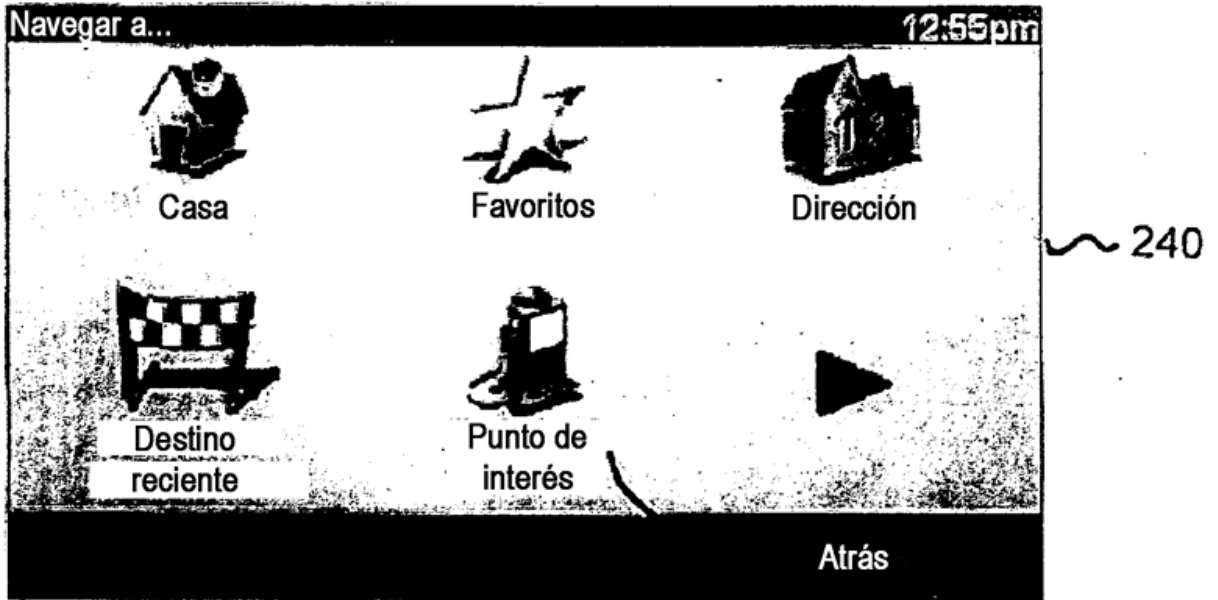 Navegar a... 12:55pm
Casa Favoritos Dirección
240
Destino Punto de
reciente interés
Atrás